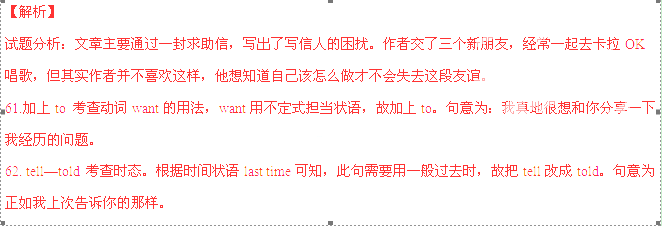 【解析】
试题分析：文章主要通过一封求助信，写出了写信人的困扰。作者交了三个新朋友，经常一起去卡拉 OK
唱歌，但其实作者并不喜欢这样，他想知道自己该怎么做才不会失去这段友谊。
61.加上 to  考查动词 want 的用法，want 用不定式担当状语，故加上 to。句意为：我真地很想和你分享一下
我经历的问题。
62. tell—told  考查时态。根据时间状语 last time 可知，此句需要用一般过去时，故把 tell 改成 told。句意为
正如我上次告诉你的那样。